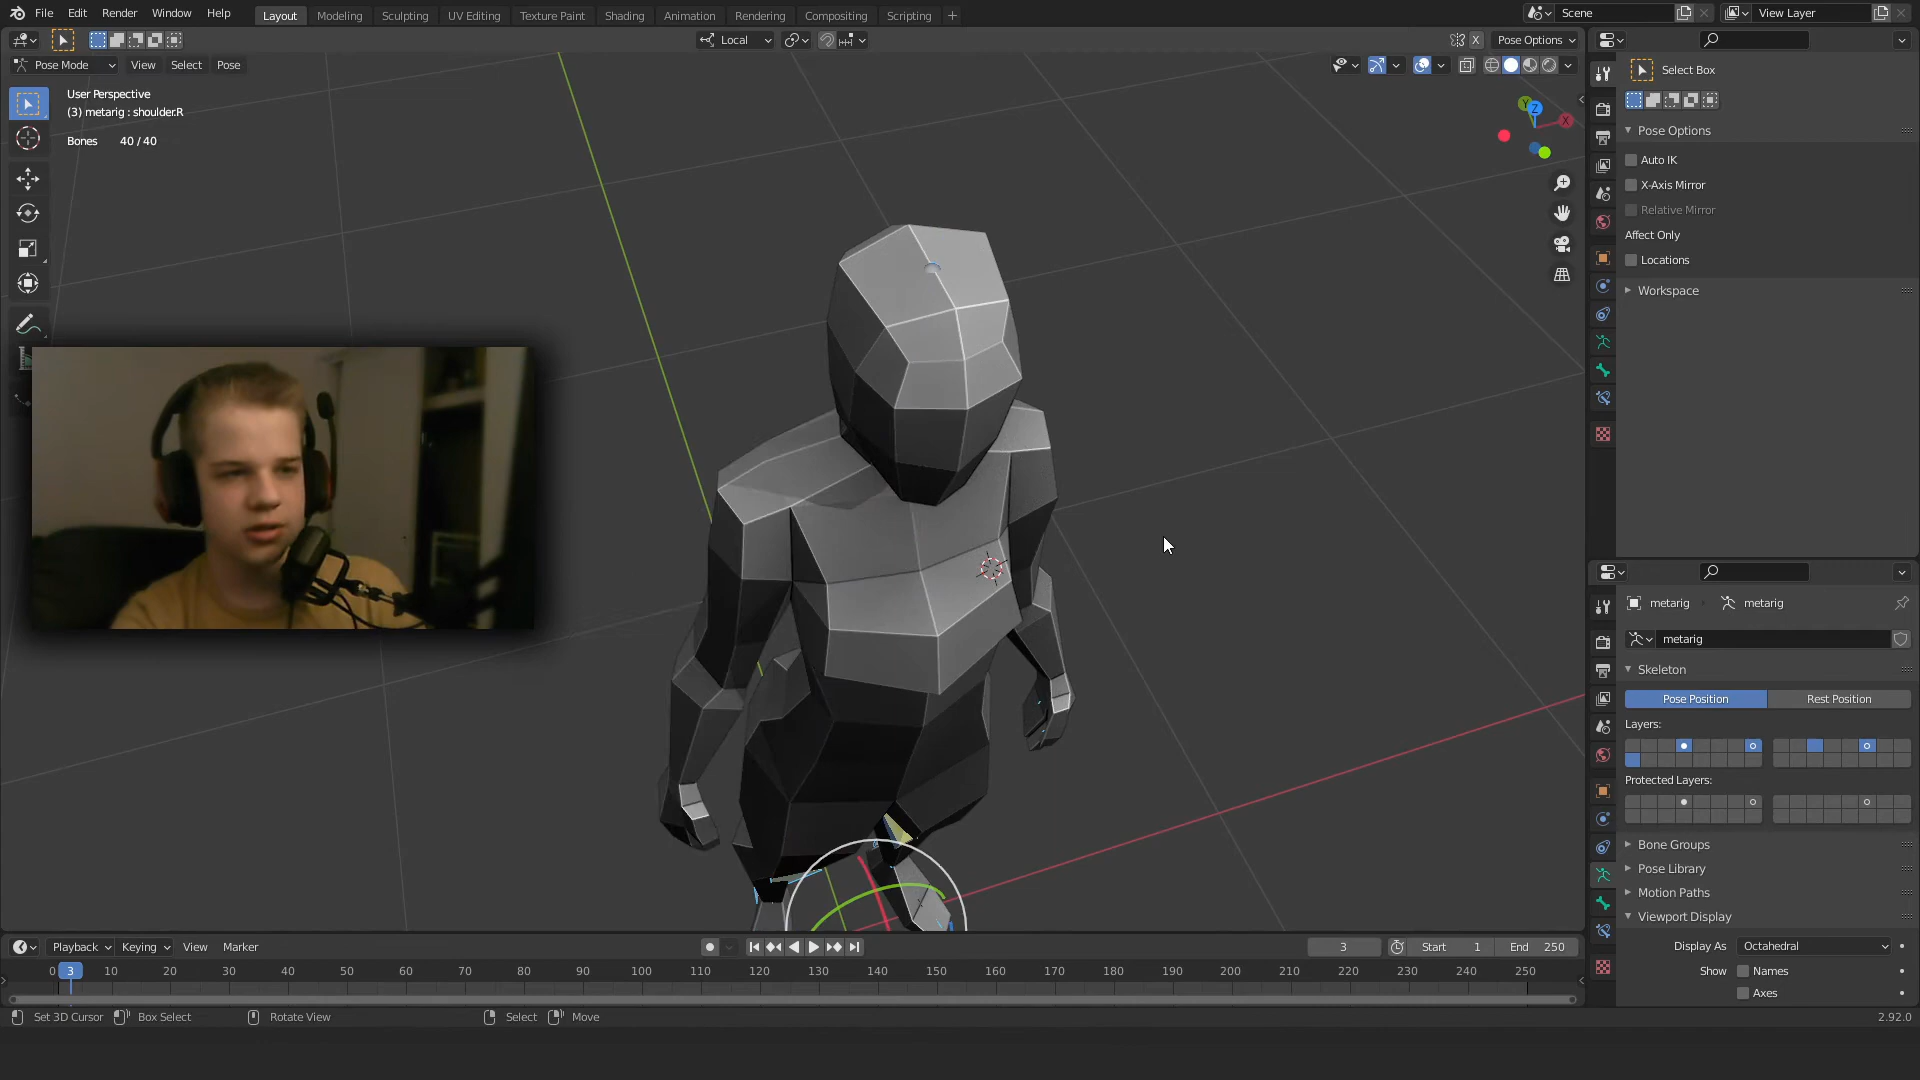 File Edit Render Window Help Layout Modeling Sculpting UV Editing Texture Paint Shading Animation Rendering Compositing Scripting + Scene View Layer
Local X Pose Options
Pose Mode View Select Pose
Select Box
User Perspective
(3) metarig : shoulder.R
Bones 40 / 40
Y Z X
Pose Options
Auto IK
X-Axis Mirror
Relative Mirror
Affect Only
Locations
Workspace
metarig metarig
metarig
Skeleton
Pose Position Rest Position
Layers:
Protected Layers:
Bone Groups
Pose Library
Motion Paths
Viewport Display
Display As Octahedral
Show Names
Axes
Playback Keying View Marker 3 Start 1 End 250
0 3 10 20 30 40 50 60 70 80 90 100 110 120 130 140 150 160 170 180 190 200 210 220 230 240 250
Set 3D Cursor Box Select Rotate View Select Move 2.92.0